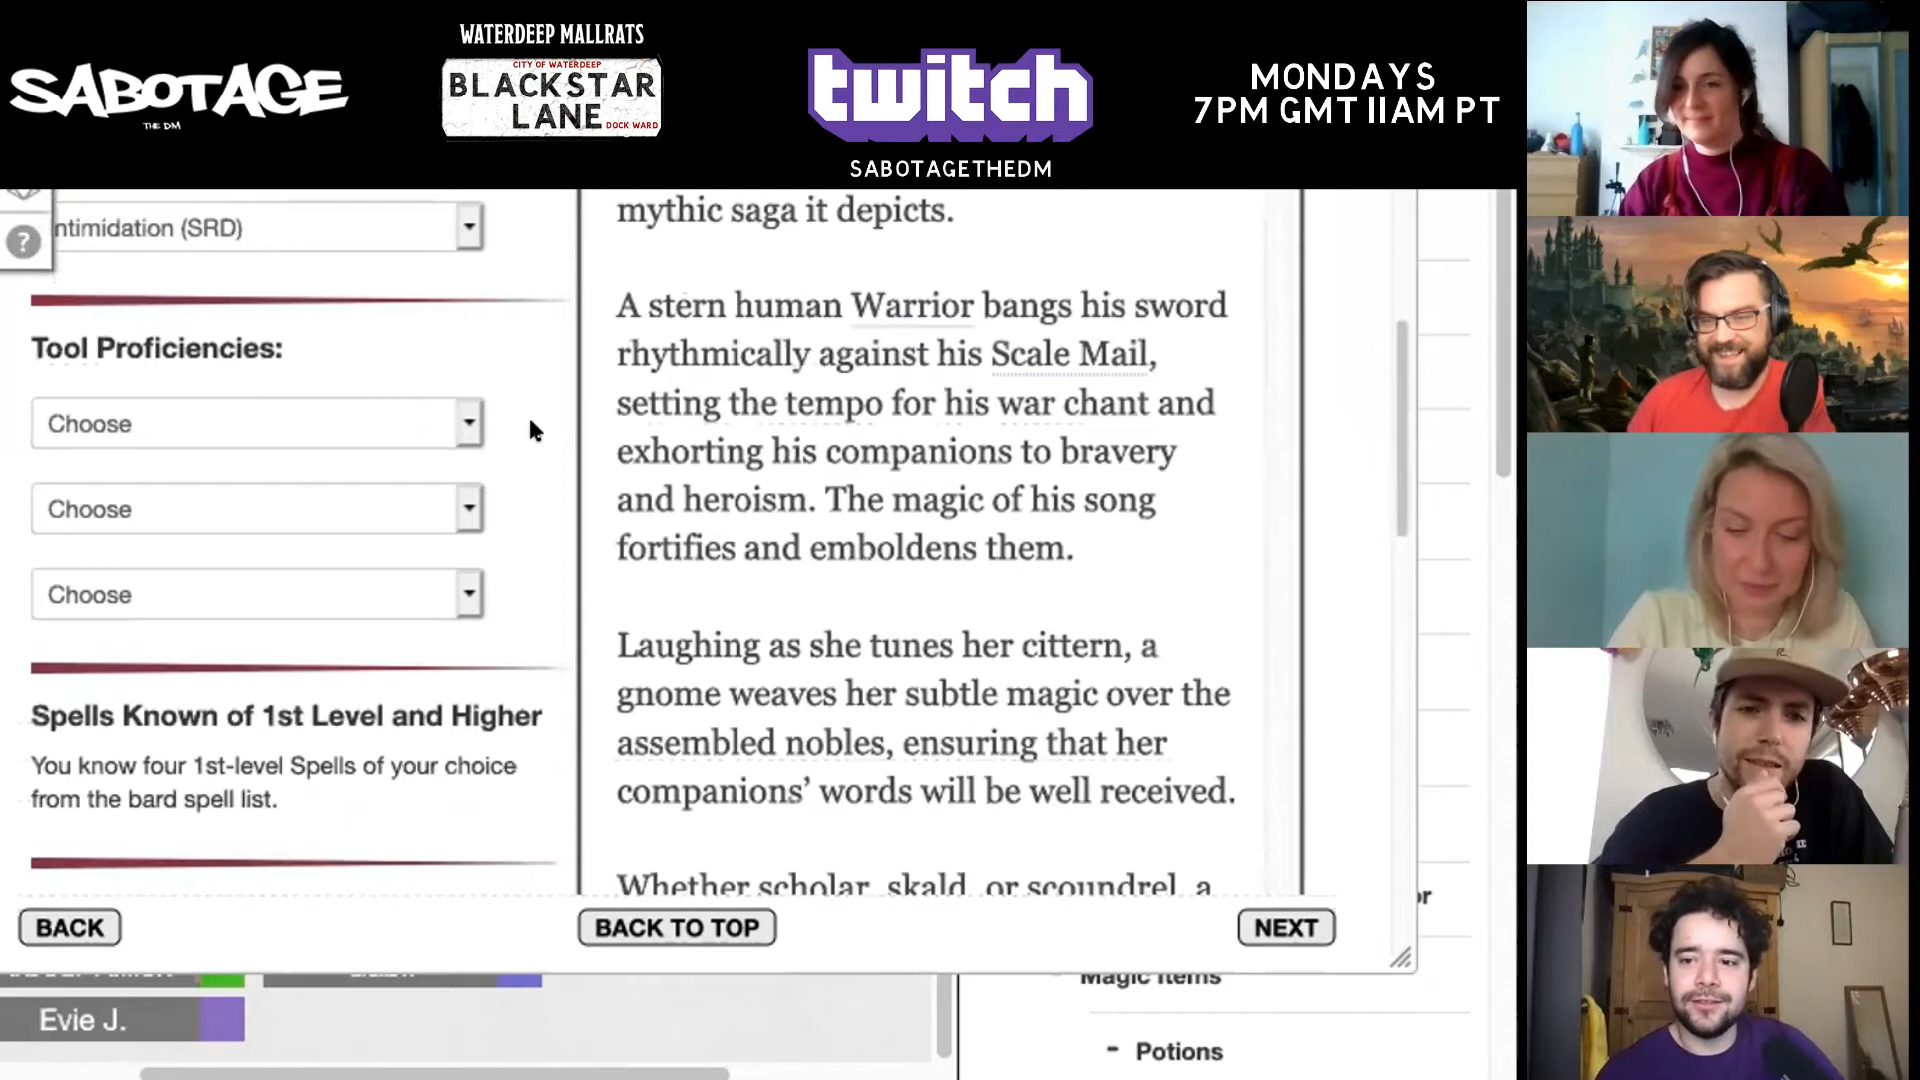 SABOTAGE
THE DM
WATERDEEP MALLRATS
CITY OF WATERDEEP
BLACKSTAR
LANE
DOCK WARD
twitch
SABOTAGETHEDM
MONDAYS
7PM GMT 11AM PT
ntimidation (SRD)
?
Tool Proficiencies:
Choose
Choose
Choose
Spells Known of 1st Level and Higher
You know four 1st-level Spells of your choice
from the bard spell list.
mythic saga it depicts.
A stern human Warrior bangs his sword
rhythmically against his Scale Mail,
setting the tempo for his war chant and
exhorting his companions to bravery
and heroism. The magic of his song
fortifies and emboldens them.
Laughing as she tunes her cittern, a
gnome weaves her subtle magic over the
assembled nobles, ensuring that her
companions’ words will be well received.
Whether scholar, skald, or scoundrel, a
BACK
BACK TO TOP
NEXT
or
Evie J.
Magic Items
- Potions